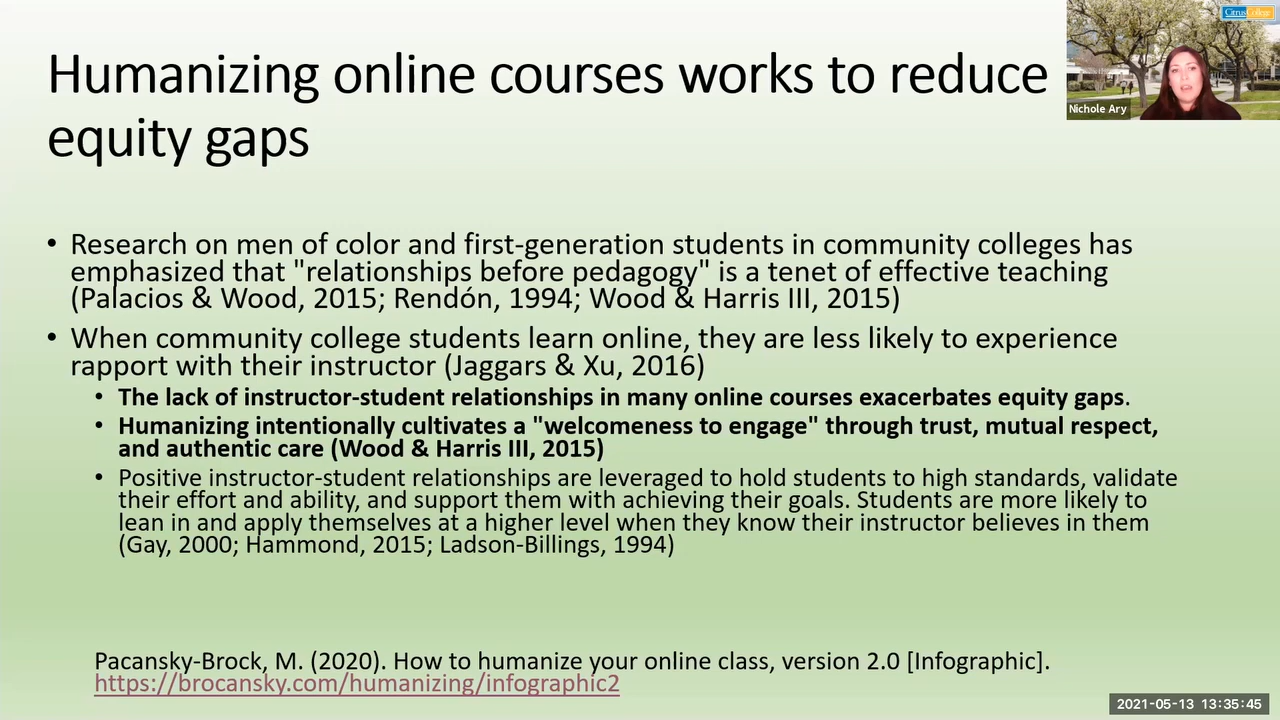 Humanizing online courses works to reduce
equity gaps
CitrusCollege
Nichole Ary
• Research on men of color and first-generation students in community colleges has
emphasized that "relationships before pedagogy" is a tenet of effective teaching
(Palacios & Wood, 2015; Rendón, 1994; Wood & Harris III, 2015)
• When community college students learn online, they are less likely to experience
rapport with their instructor (Jaggars & Xu, 2016)
• The lack of instructor-student relationships in many online courses exacerbates equity gaps.
• Humanizing intentionally cultivates a "welcomeness to engage" through trust, mutual respect,
and authentic care (Wood & Harris III, 2015)
• Positive instructor-student relationships are leveraged to hold students to high standards, validate
their effort and ability, and support them with achieving their goals. Students are more likely to
lean in and apply themselves at a higher level when they know their instructor believes in them
(Gay, 2000; Hammond, 2015; Ladson-Billings, 1994)
Pacansky-Brock, M. (2020). How to humanize your online class, version 2.0 [Infographic].
https://brocansky.com/humanizing/infographic2
2021-05-13 13:35:45